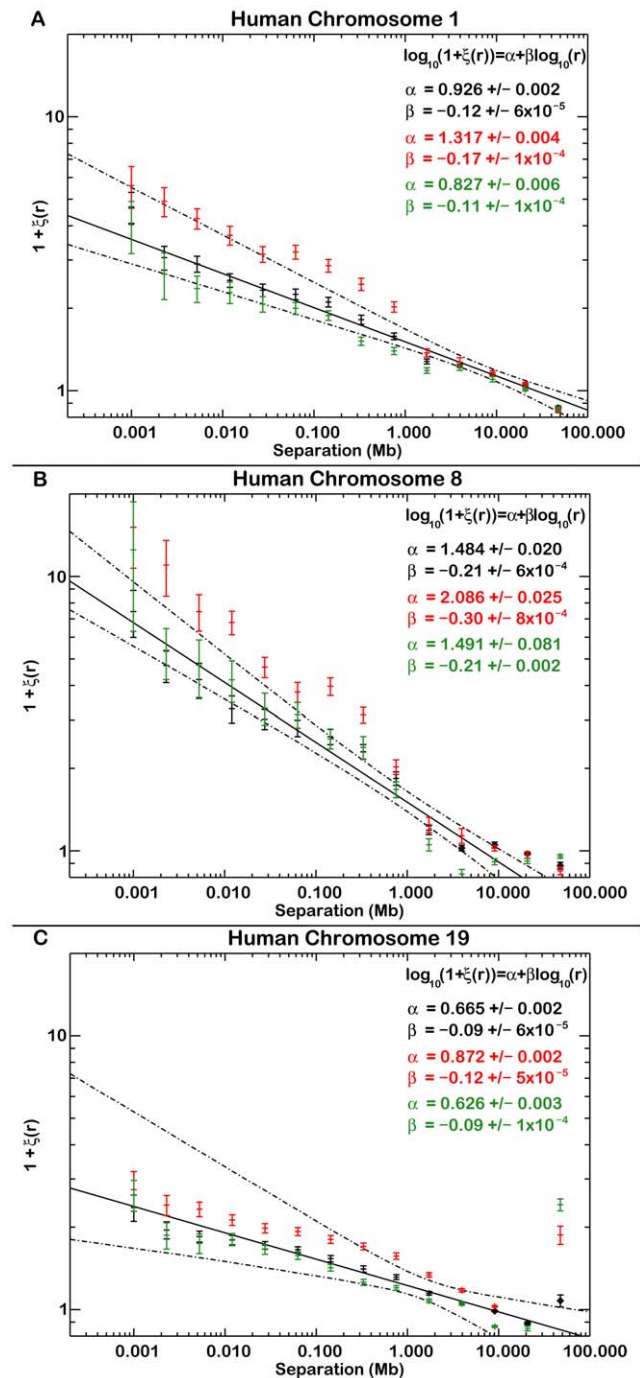 A
Human Chromosome 1
log₁₀(1+ξ(r))=α+βlog₁₀(r)
α = 0.926 +/− 0.002
β = −0.12 +/− 6x10⁻⁵
α = 1.317 +/− 0.004
β = −0.17 +/− 1x10⁻⁴
α = 0.827 +/− 0.006
β = −0.11 +/− 1x10⁻⁴
10
1
1 + ξ(r)
0.001 0.010 0.100 1.000 10.000 100.000
Separation (Mb)
B
Human Chromosome 8
log₁₀(1+ξ(r))=α+βlog₁₀(r)
α = 1.484 +/− 0.020
β = −0.21 +/− 6x10⁻⁴
α = 2.086 +/− 0.025
β = −0.30 +/− 8x10⁻⁴
α = 1.491 +/− 0.081
β = −0.21 +/− 0.002
10
1
1 + ξ(r)
0.001 0.010 0.100 1.000 10.000 100.000
Separation (Mb)
C
Human Chromosome 19
log₁₀(1+ξ(r))=α+βlog₁₀(r)
α = 0.665 +/− 0.002
β = −0.09 +/− 6x10⁻⁵
α = 0.872 +/− 0.002
β = −0.12 +/− 5x10⁻⁵
α = 0.626 +/− 0.003
β = −0.09 +/− 1x10⁻⁴
10
1
1 + ξ(r)
0.001 0.010 0.100 1.000 10.000 100.000
Separation (Mb)